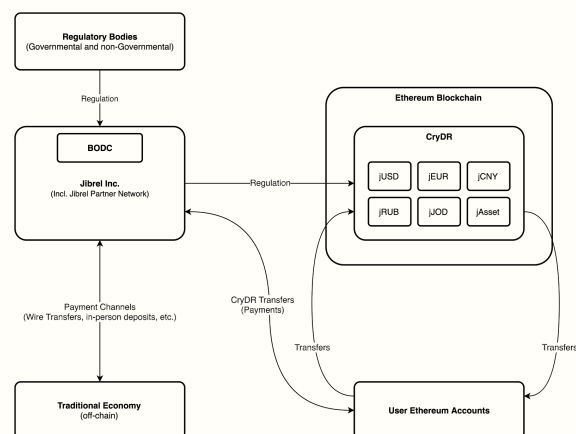 Regulatory Bodies
(Governmental and non-Governmental)
Regulation
Ethereum Blockchain
CryDR
BODC
Jibrel Inc.
(Incl. Jibrel Partner Network)
Regulation
jUSD
jEUR
jCNY
jRUB
jJOD
jAsset
Payment Channels
(Wire Transfers, in-person deposits, etc.)
CryDR Transfers
(Payments)
Transfers
Transfers
Traditional Economy
(off-chain)
User Ethereum Accounts